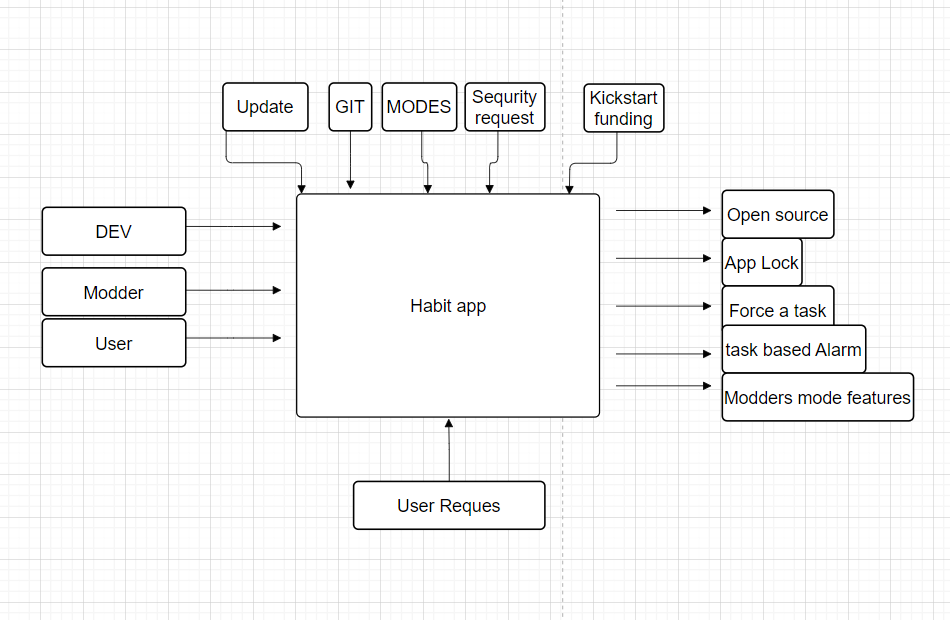 Update
GIT
MODES
Sequrity
request
Kickstart
funding
DEV
Modder
User
Habit app
Open source
App Lock
Force a task
task based Alarm
Modders mode features
User Reques